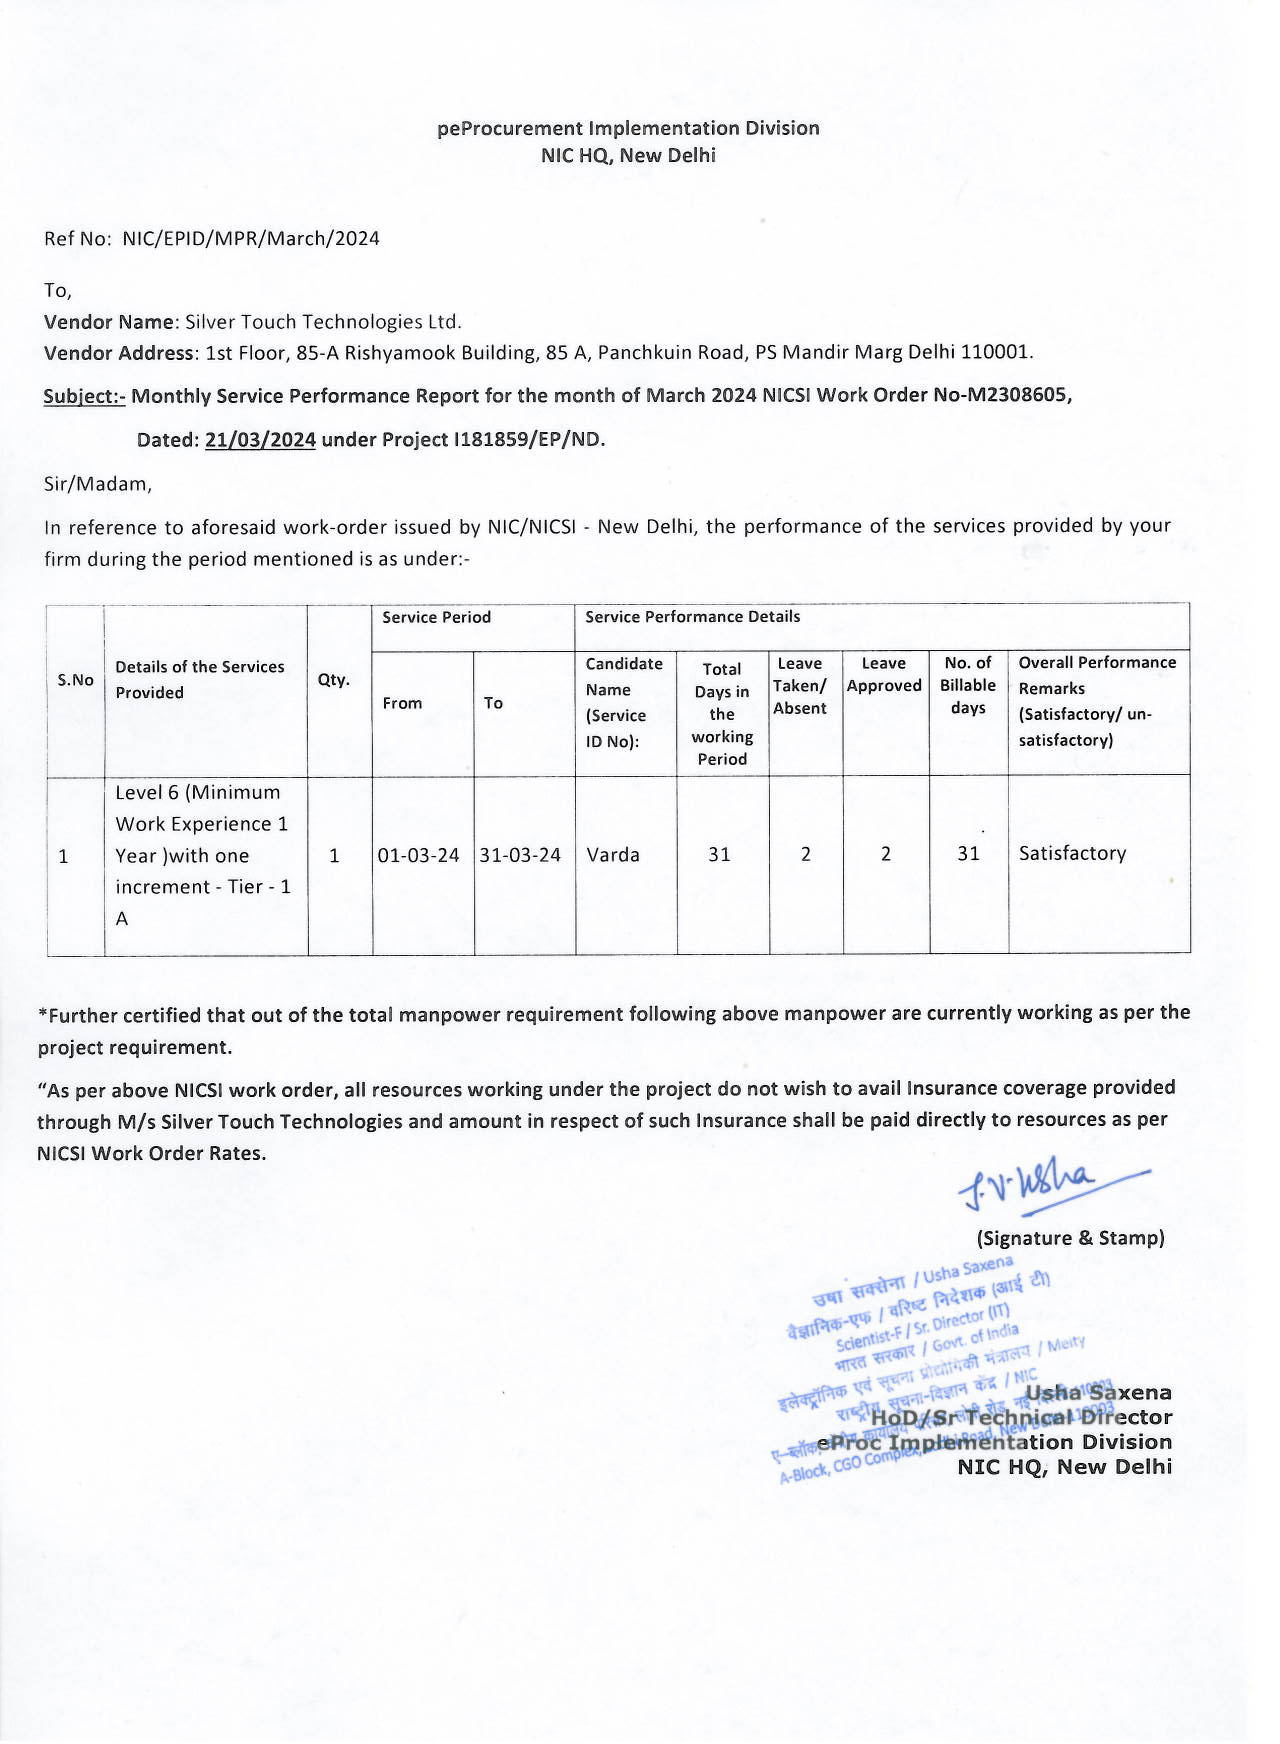 peProcurement Implementation Division
NIC HQ, New Delhi
Ref No: NIC/EPID/MPR/March/2024
To,
Vendor Name: Silver Touch Technologies Ltd.
Vendor Address: 1st Floor, 85-A Rishyamook Building, 85 A, Panchkuin Road, PS Mandir Marg Delhi 110001.
Subject:- Monthly Service Performance Report for the month of March 2024 NICSI Work Order No-M2308605,
Dated: 21/03/2024 under Project I181859/EP/ND.
Sir/Madam,
In reference to aforesaid work-order issued by NIC/NICSI - New Delhi, the performance of the services provided by your
firm during the period mentioned is as under:-
S.No
Details of the Services
Provided
Qty.
Service Period
From
To
Service Performance Details
Candidate
Name
(Service
ID No):
Total
Days in
the
working
Period
Leave
Taken/
Absent
Leave
Approved
No. of
Billable
days
Overall Performance
Remarks
(Satisfactory/ un-
satisfactory)
1
Level 6 (Minimum
Work Experience 1
Year )with one
increment - Tier - 1
A
1
01-03-24
31-03-24
Varda
31
2
2
31
Satisfactory
*Further certified that out of the total manpower requirement following above manpower are currently working as per the
project requirement.
“As per above NICSI work order, all resources working under the project do not wish to avail Insurance coverage provided
through M/s Silver Touch Technologies and amount in respect of such Insurance shall be paid directly to resources as per
NICSI Work Order Rates.
(Signature & Stamp)
उषा सक्सेना / Usha Saxena
वैज्ञानिक-एफ / वरिष्ट निदेशक (आई टी)
Scientist-F / Sr. Director (IT)
भारत सरकार / Govt. of India
इलेक्ट्रॉनिक एवं सूचना प्रोद्योगिकी मंत्रालय / Meity
राष्ट्रीय सूचना-विज्ञान केंद्र / NIC
A-Block, CGO Complex, Road, New Delhi 110003
Usha Saxena
HoD/Sr Technical Director
eProc Implementation Division
NIC HQ, New Delhi